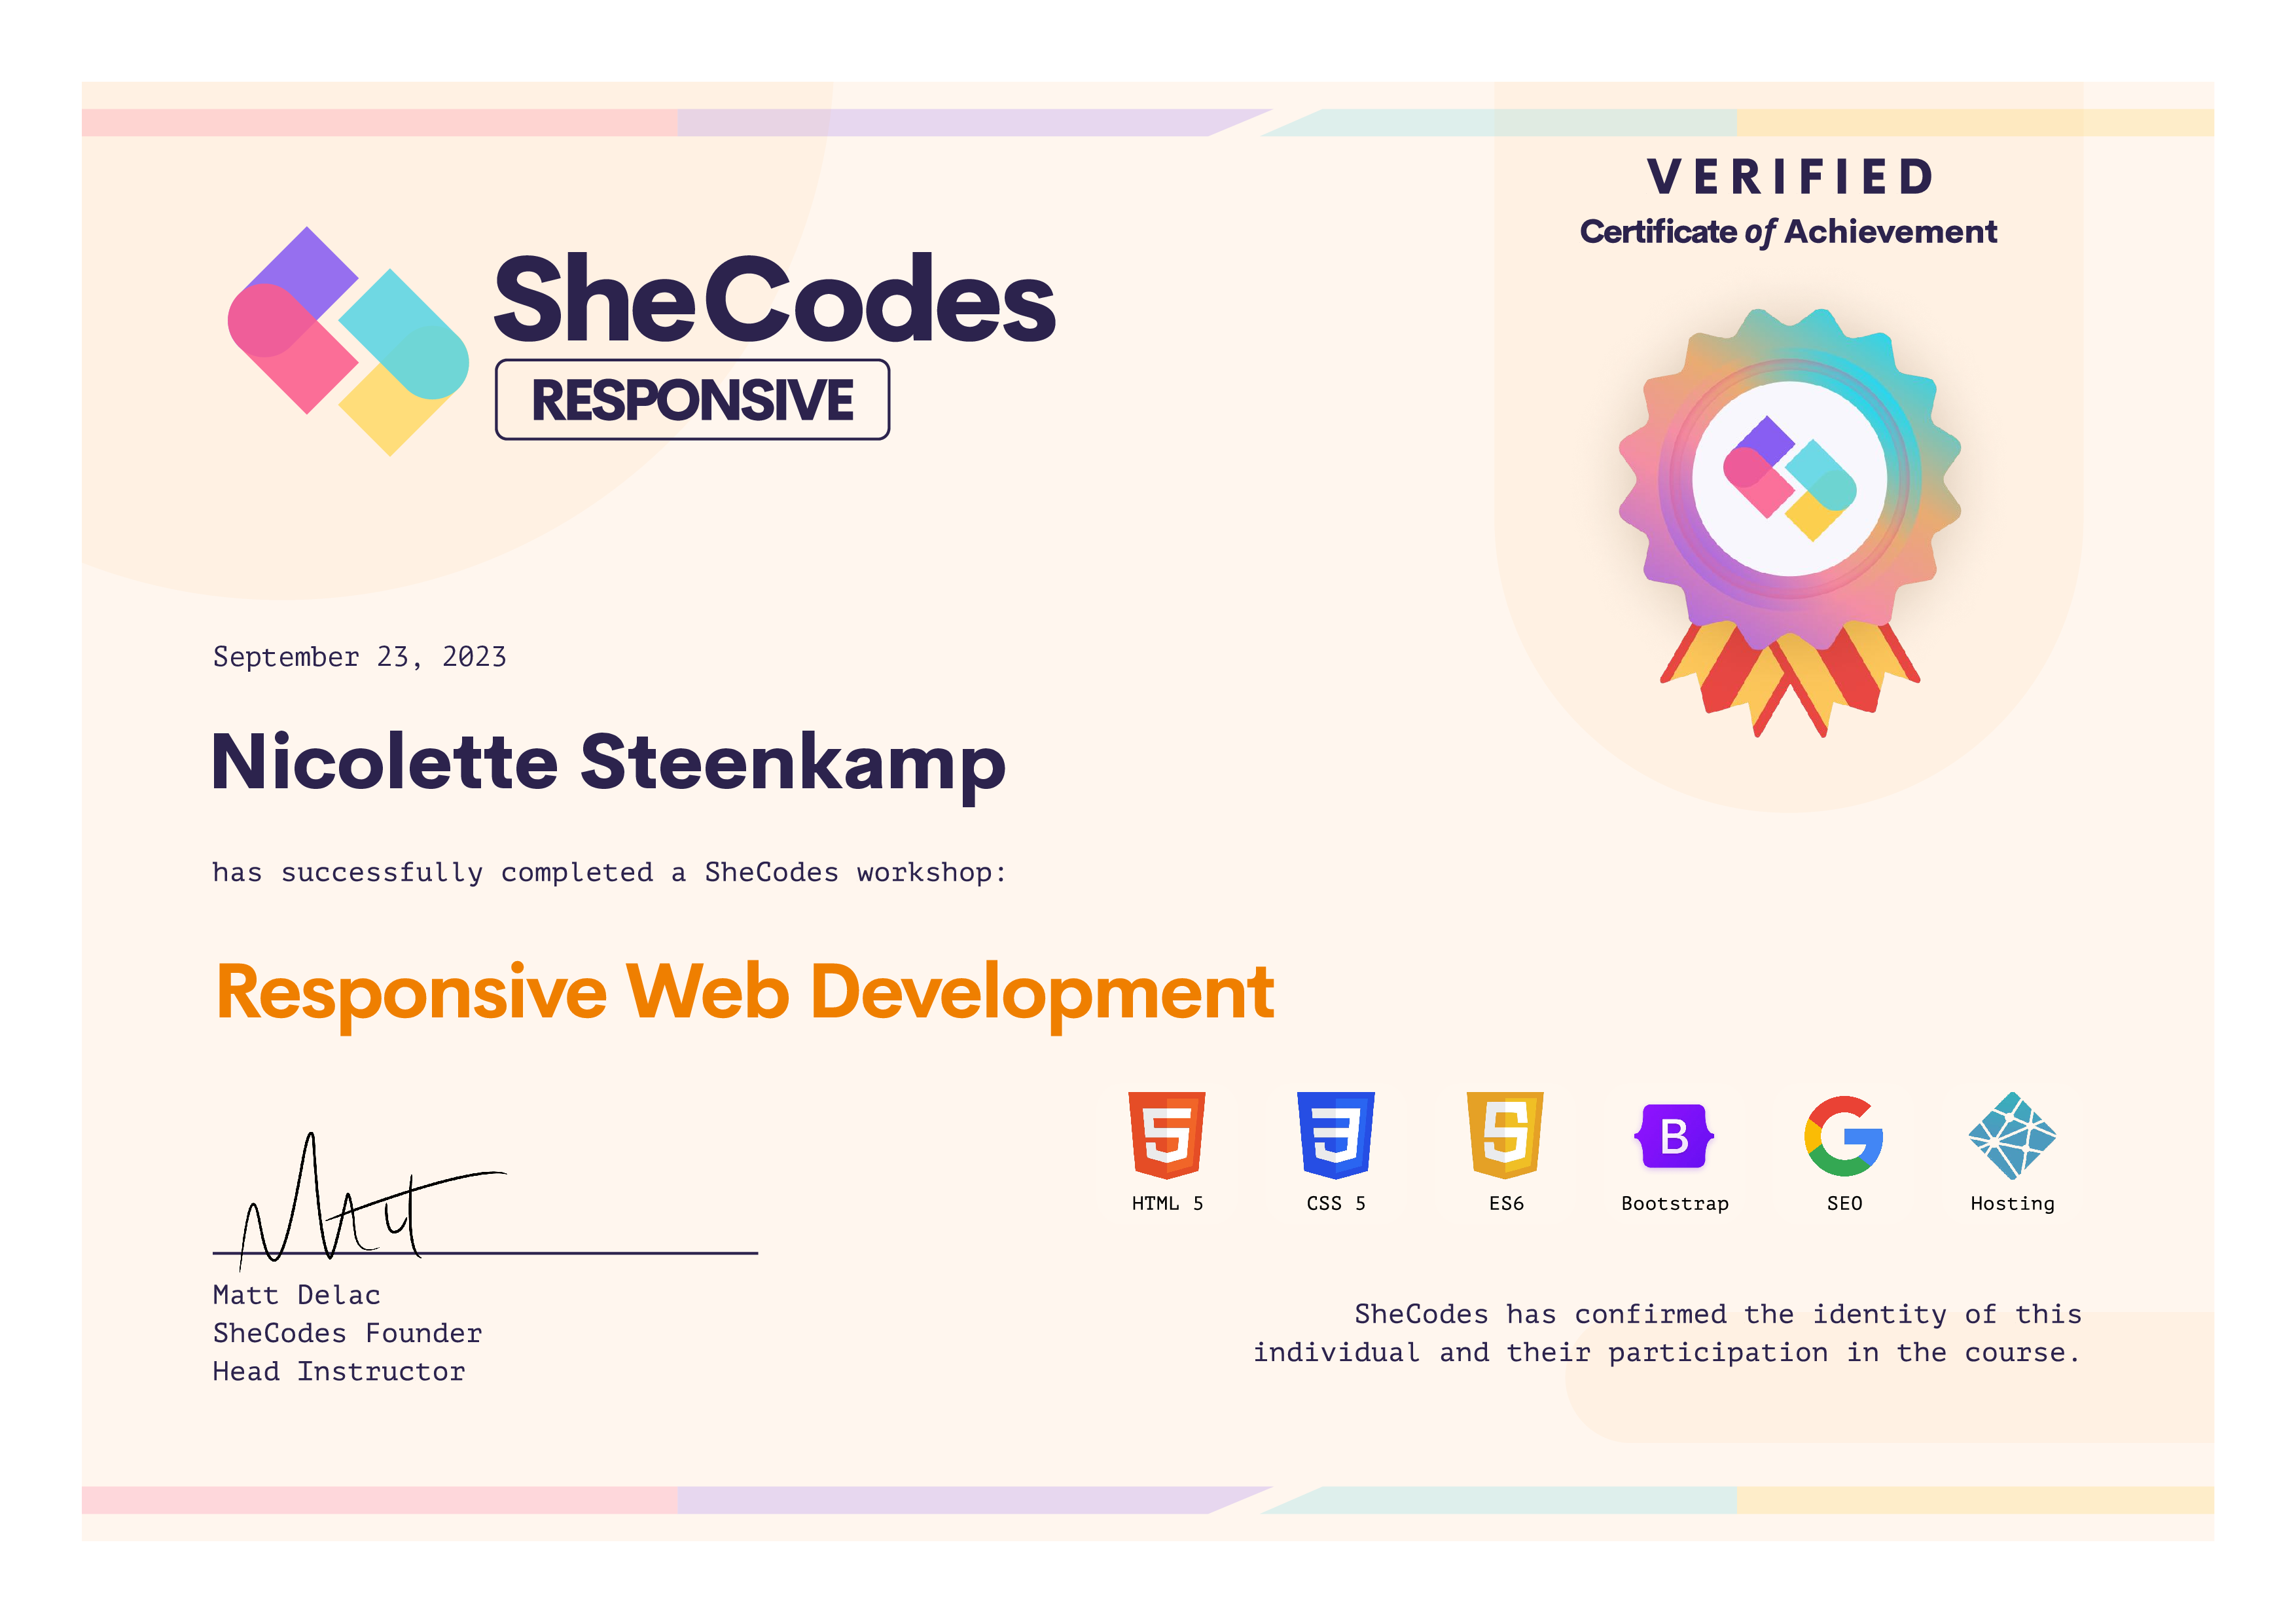 VERIFIED
Certificate of Achievement
SheCodes
RESPONSIVE
September 23, 2023
Nicolette Steenkamp
has successfully completed a SheCodes workshop:
Responsive Web Development
HTML 5
CSS 5
ES6
Bootstrap
SEO
Hosting
Matt Delac
SheCodes Founder
Head Instructor
SheCodes has confirmed the identity of this
individual and their participation in the course.